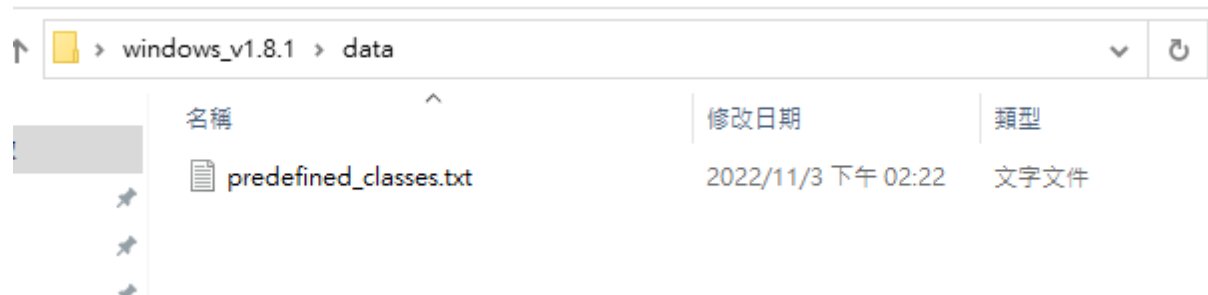 windows_v1.8.1 > data
名稱 修改日期 類型
predefined_classes.txt 2022/11/3 下午 02:22 文字文件